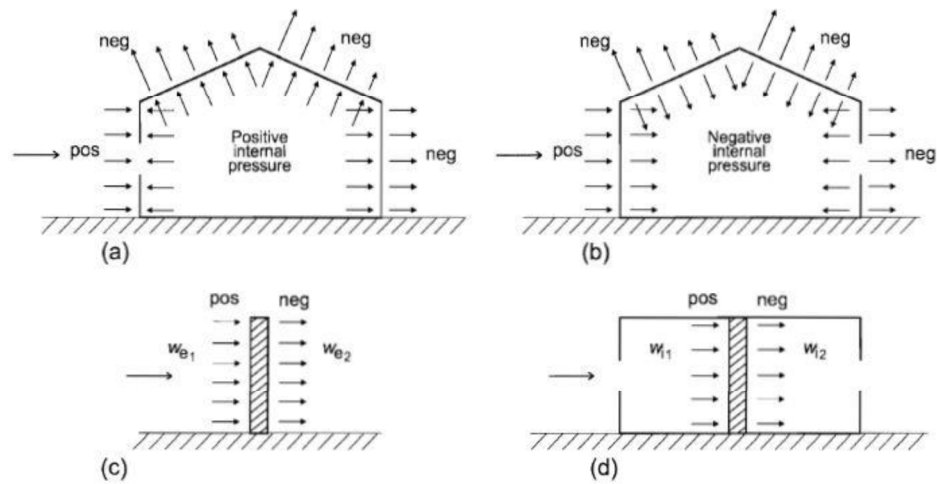 neg
neg
pos
Positive
internal
pressure
neg
(a)
neg
neg
pos
Negative
internal
pressure
neg
(b)
pos neg
we1
we2
(c)
pos neg
wi1
wi2
(d)